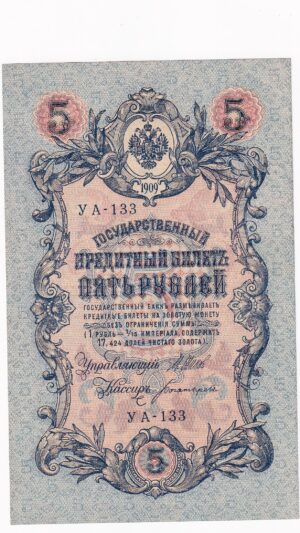 5 5
1909
УА-133
ГОСУДАРСТВЕННЫЙ
КРЕДИТНЫЙ БИЛЕТЪ
ПЯТЬ РУБЛЕЙ
ГОСУДАРСТВЕННЫЙ БАНКЪ РАЗМѢНИВАЕТЪ
КРЕДИТНЫЕ БИЛЕТЫ НА ЗОЛОТУЮ МОНЕТУ
БЕЗЪ ОГРАНИЧЕНІЯ СУММЫ
(1 РУБЛЬ = 1/15 ИМПЕРІАЛА, СОДЕРЖИТЪ
17,424 ДОЛЕЙ ЧИСТАГО ЗОЛОТА).
Управляющій
Кассиръ
УА-133
5